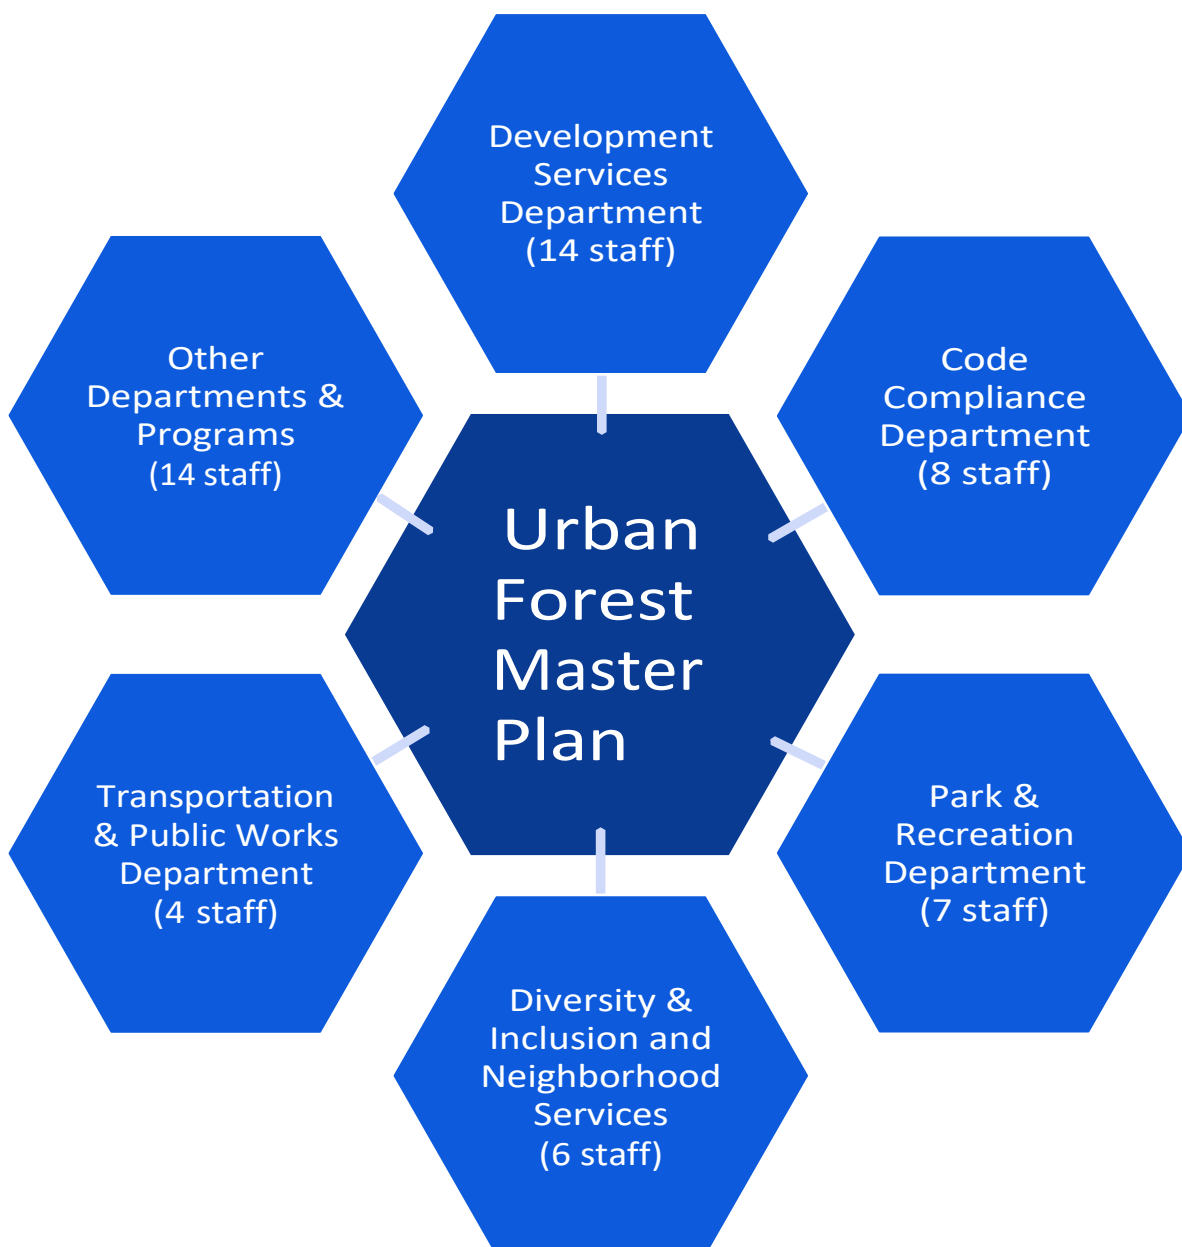 Development
Services
Department
(14 staff)
Other
Departments &
Programs
(14 staff)
Code
Compliance
Department
(8 staff)
Urban
Forest
Master
Plan
Transportation
& Public Works
Department
(4 staff)
Park &
Recreation
Department
(7 staff)
Diversity &
Inclusion and
Neighborhood
Services
(6 staff)